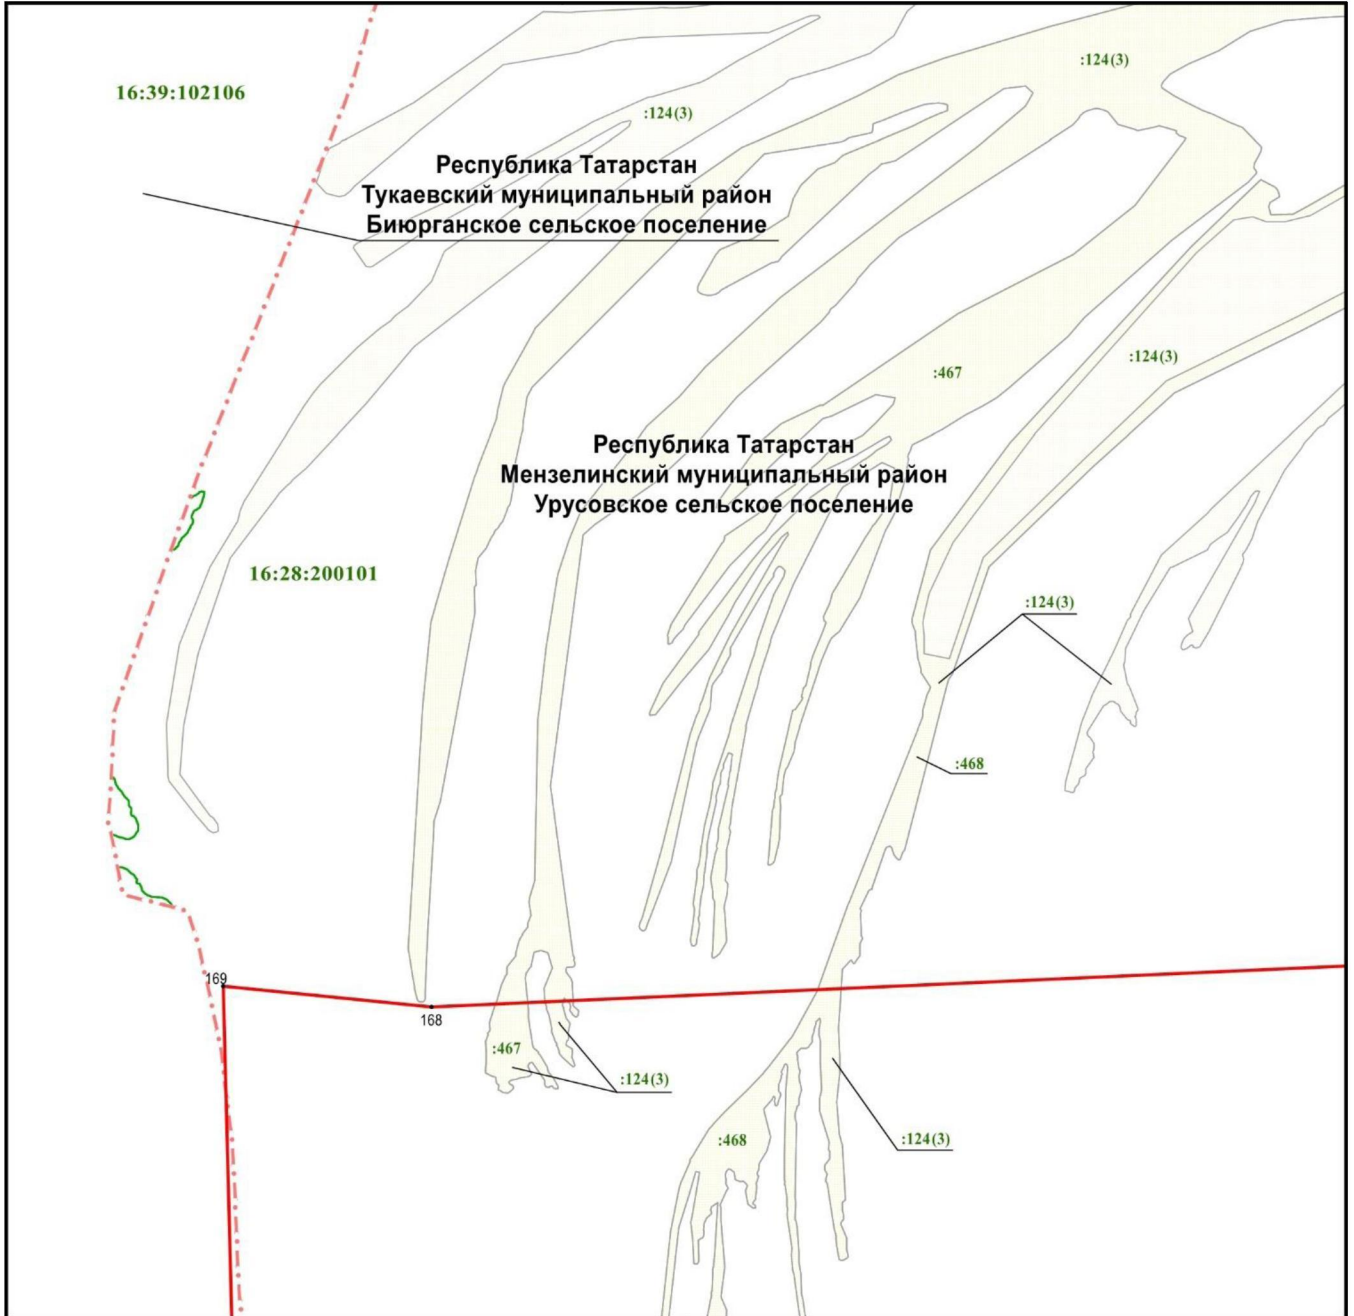 :124(3)
16:39:102106
:124(3)
Республика Татарстан
Тукаевский муниципальный район
Биюрганское сельское поселение
:124(3)
:467
Республика Татарстан
Мензелинский муниципальный район
Урусовское сельское поселение
16:28:200101
:124(3)
:468
169
168
:467
:124(3)
:468
:124(3)